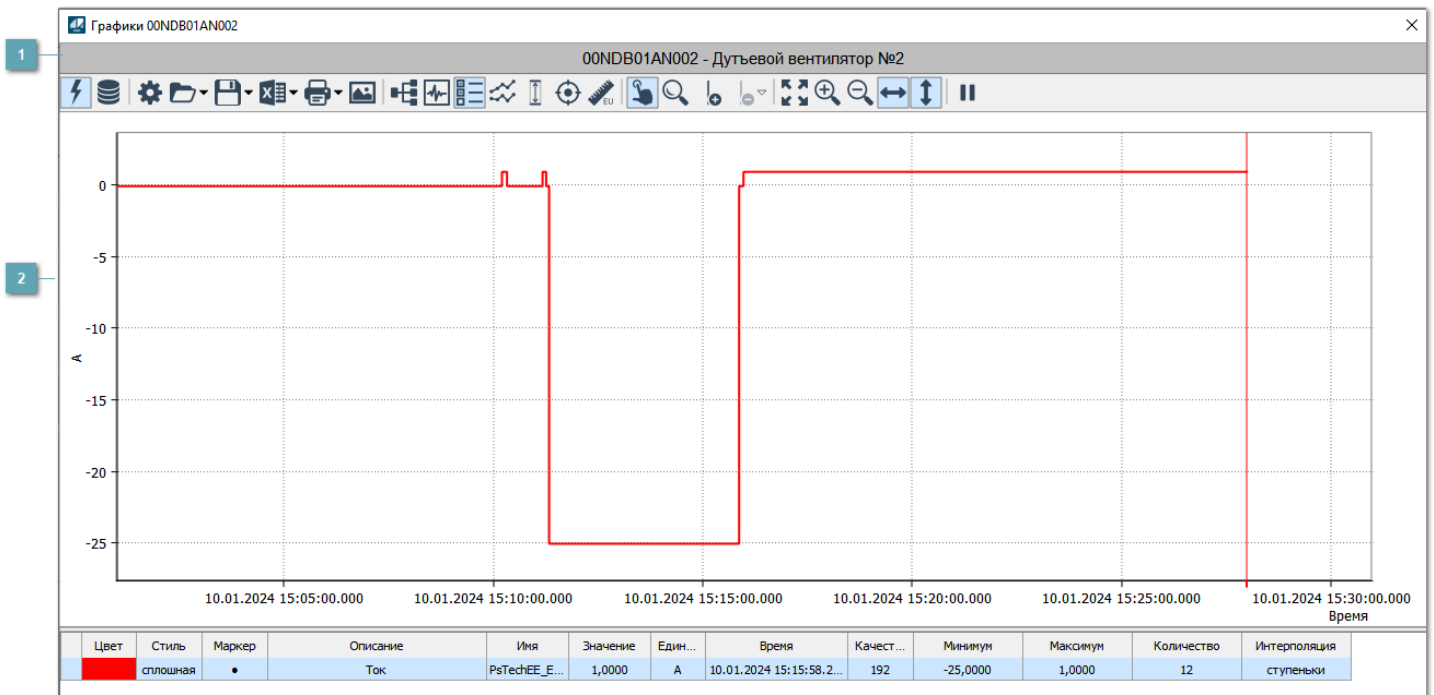 Графики 00NDB01AN002
1
00NDB01AN002 - Дутьевой вентилятор №2
EU
0
-5
2
-10
A
-15
-20
-25
10.01.2024 15:05:00.000 10.01.2024 15:10:00.000 10.01.2024 15:15:00.000 10.01.2024 15:20:00.000 10.01.2024 15:25:00.000 10.01.2024 15:30:00.000
Время
Цвет Стиль Маркер Описание Имя Значение Един... Время Качест... Минимум Максимум Количество Интерполяция
сплошная Ток PsTechEE_E... 1,0000 A 10.01.2024 15:15:58.2... 192 -25,0000 1,0000 12 ступеньки